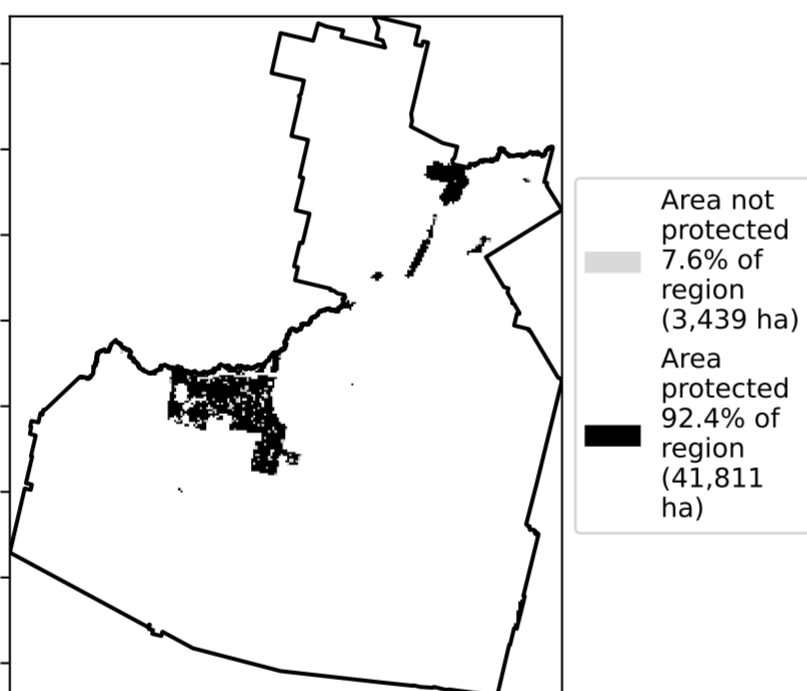 Area not
protected
7.6% of
region
(3,439 ha)
Area
protected
92.4% of
region
(41,811
ha)